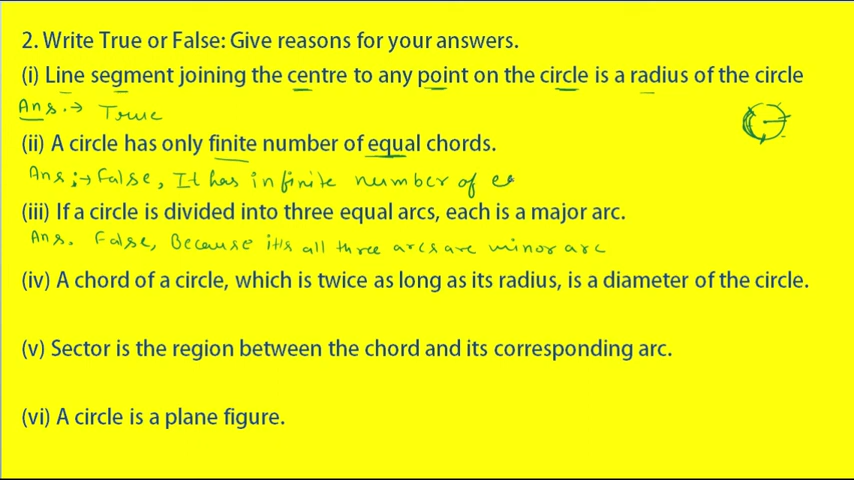 2. Write True or False: Give reasons for your answers.
(i) Line segment joining the centre to any point on the circle is a radius of the circle
Ans. → True
(ii) A circle has only finite number of equal chords.
Ans :→ False, It has infinite number of
(iii) If a circle is divided into three equal arcs, each is a major arc.
Ans. False, Because its all three arcs are minor arc
(iv) A chord of a circle, which is twice as long as its radius, is a diameter of the circle.
(v) Sector is the region between the chord and its corresponding arc.
(vi) A circle is a plane figure.